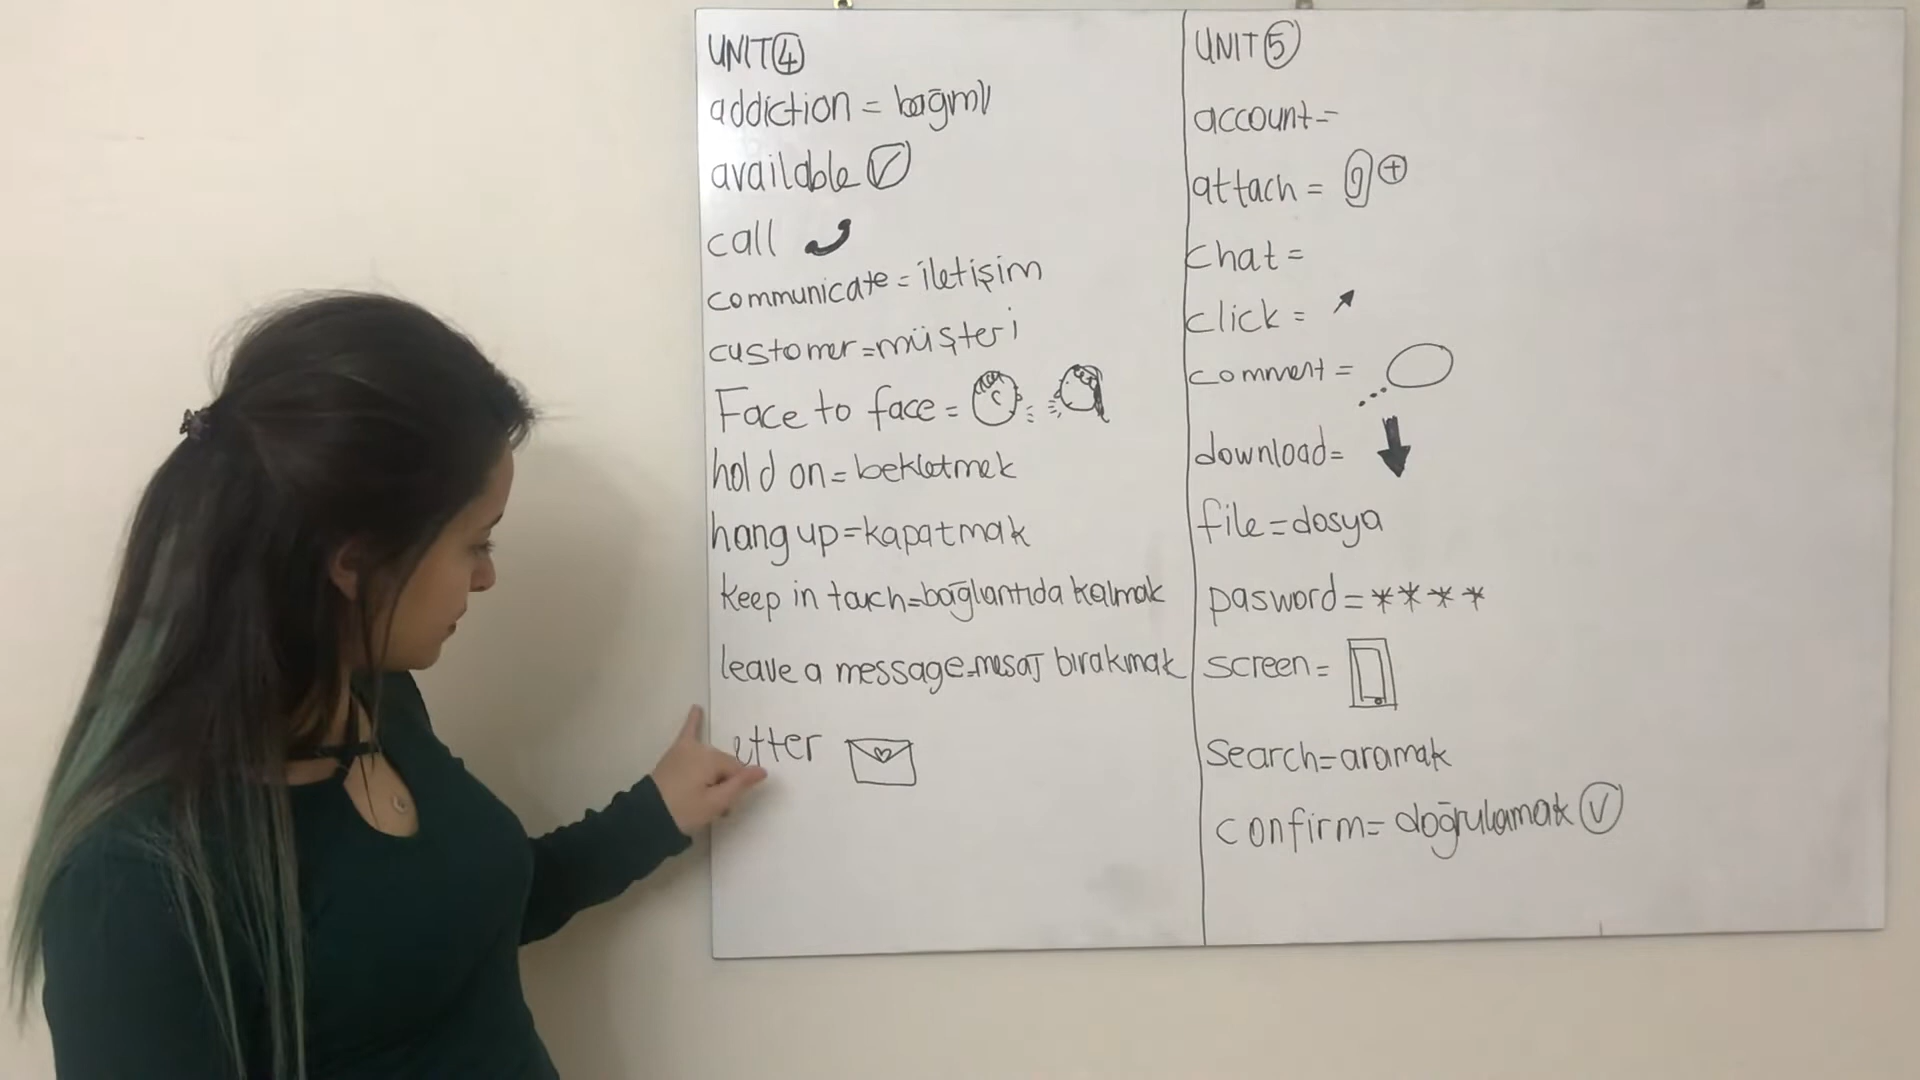 UNIT 4
addiction = bağmlı
available
call
communicate = iletişim
customer = müşteri
Face to face =
hold on = bekletmek
hang up = kapatmak
keep in touch = bağlantıda kalmak
leave a message = mesaj bırakmak
etter
UNIT 5
account =
attach =
chat =
click =
comment =
download =
file = dosya
pasword = ****
screen =
search = aramak
confirm = doğrulamak